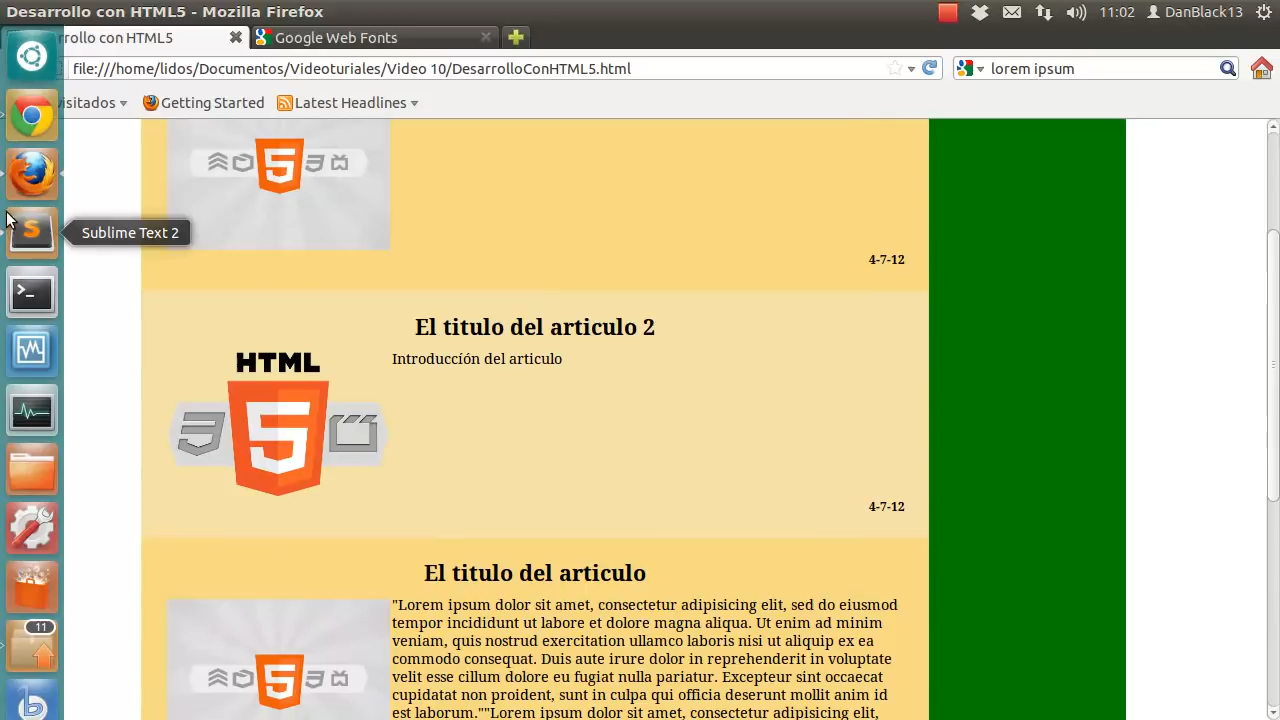 Desarrollo con HTML5 - Mozilla Firefox
11:02
DanBlack13
rrollo con HTML5
Google Web Fonts
file:///home/lidos/Documentos/Videoturiales/Video 10/DesarrolloConHTML5.html
lorem ipsum
isitados
Getting Started
Latest Headlines
Sublime Text 2
4-7-12
El titulo del articulo 2
Introduccíón del articulo
HTML
5
4-7-12
El titulo del articulo
"Lorem ipsum dolor sit amet, consectetur adipisicing elit, sed do eiusmod
tempor incididunt ut labore et dolore magna aliqua. Ut enim ad minim
veniam, quis nostrud exercitation ullamco laboris nisi ut aliquip ex ea
commodo consequat. Duis aute irure dolor in reprehenderit in voluptate
velit esse cillum dolore eu fugiat nulla pariatur. Excepteur sint occaecat
cupidatat non proident, sunt in culpa qui officia deserunt mollit anim id
est laborum.""Lorem ipsum dolor sit amet, consectetur adipisicing elit,
11